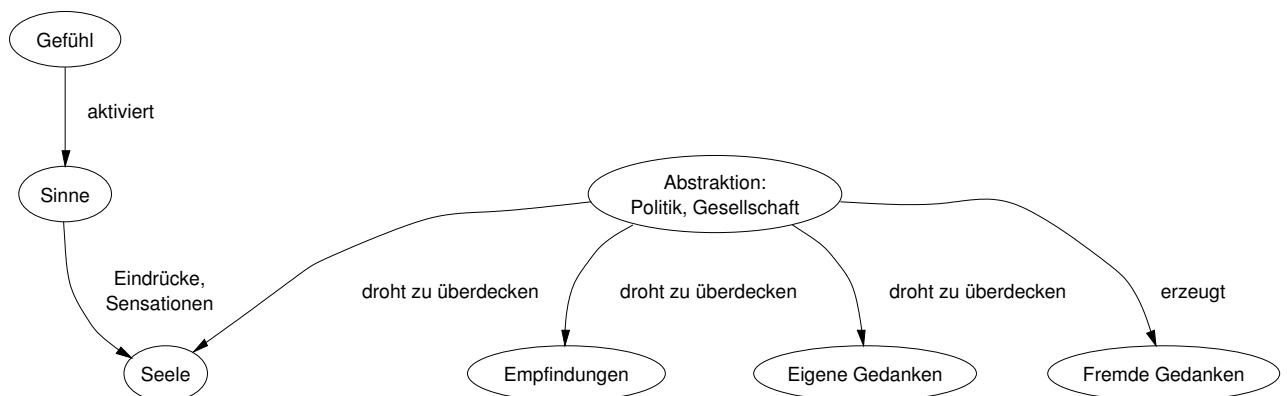 Gefühl
aktiviert
Sinne
Abstraktion:
Politik, Gesellschaft
Eindrücke,
Sensationen
droht zu überdecken
droht zu überdecken
droht zu überdecken
erzeugt
Seele
Empfindungen
Eigene Gedanken
Fremde Gedanken